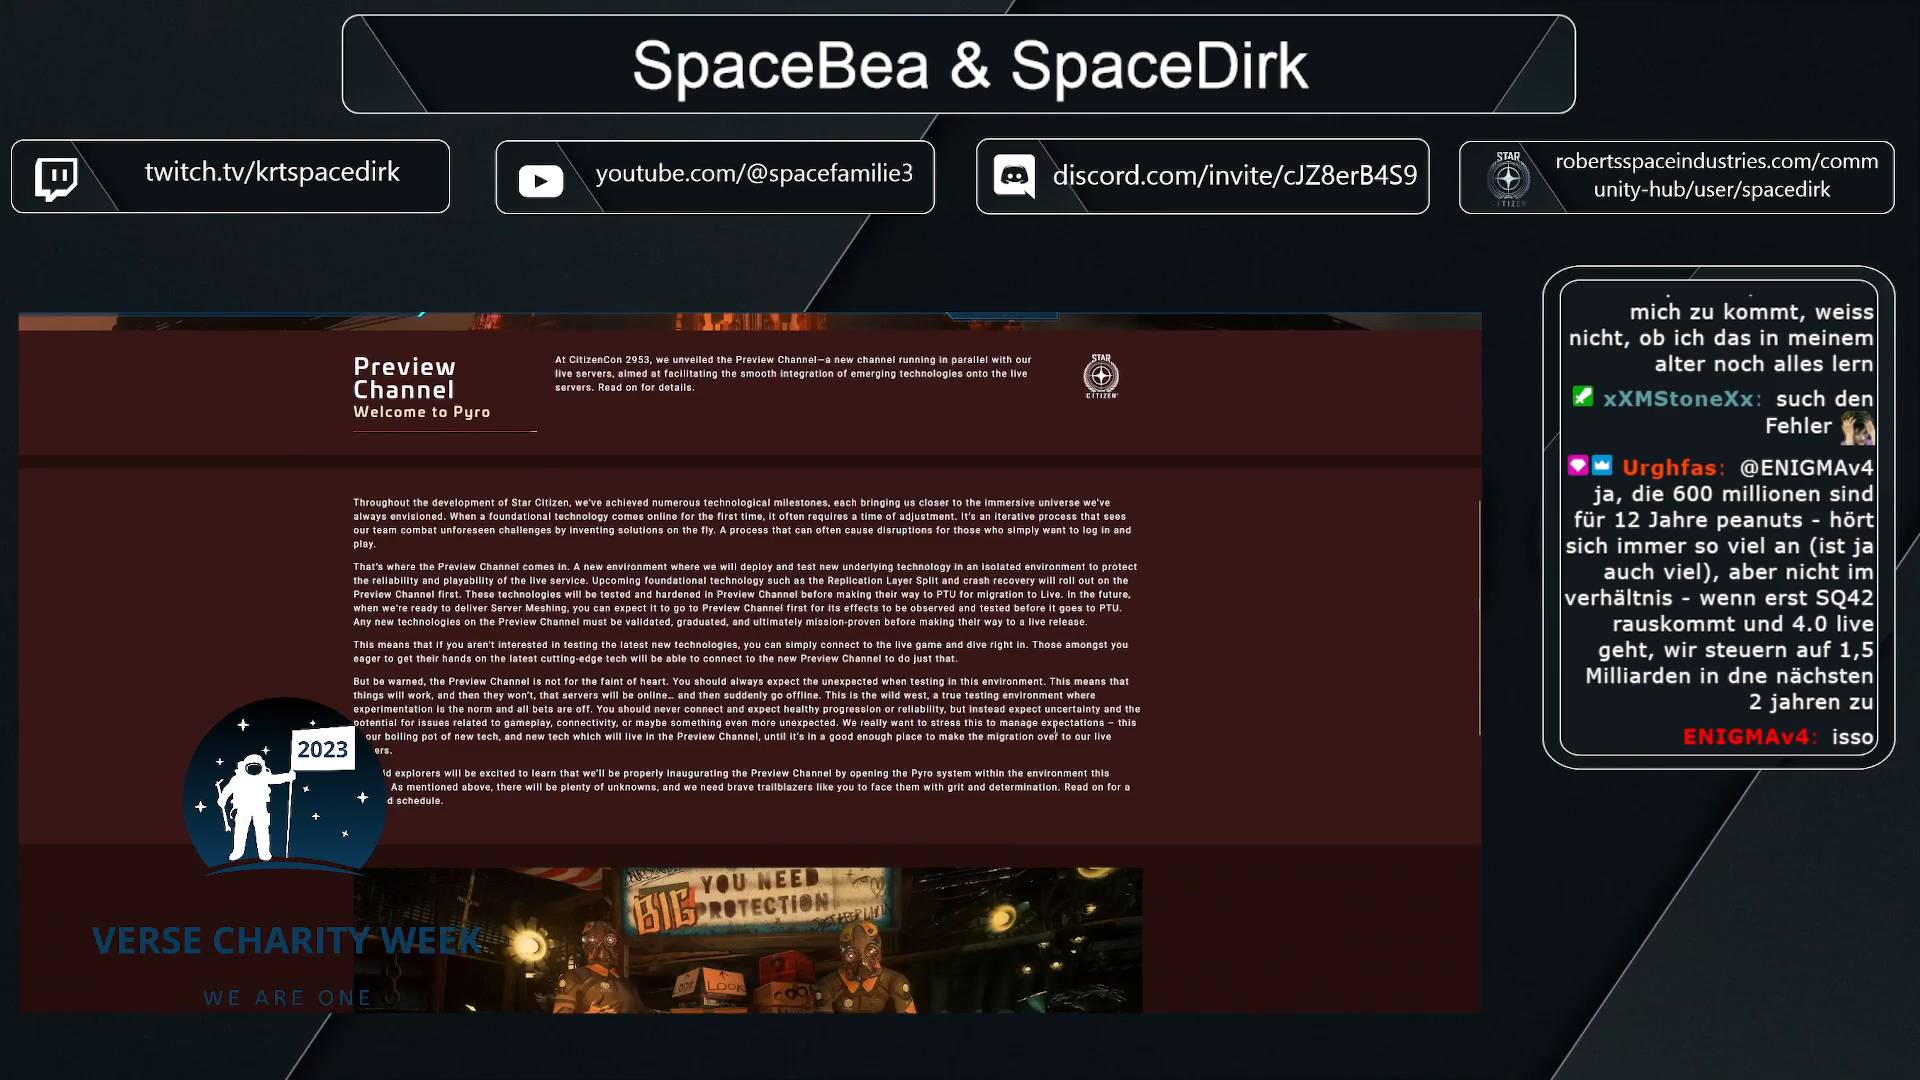 SpaceBea & SpaceDirk
twitch.tv/krtspacedirk
youtube.com/@spacefamilie3
discord.com/invite/cJZ8erB4S9
STAR
CITIZEN
robertsspaceindustries.com/comm
unity-hub/user/spacedirk
Preview
Channel
Welcome to Pyro
At CitizenCon 2953, we unveiled the Preview Channel—a new channel running in parallel with our
live servers, aimed at facilitating the smooth integration of emerging technologies onto the live
servers. Read on for details.
STAR
CITIZEN
Throughout the development of Star Citizen, we've achieved numerous technological milestones, each bringing us closer to the immersive universe we've
always envisioned. When a foundational technology comes online for the first time, it often requires a time of adjustment. It's an iterative process that sees
our team combat unforeseen challenges by inventing solutions on the fly. A process that can often cause disruptions for those who simply want to log in and
play.
That's where the Preview Channel comes in. A new environment where we will deploy and test new underlying technology in an isolated environment to protect
the reliability and playability of the live service. Upcoming foundational technology such as the Replication Layer Split and crash recovery will roll out on the
Preview Channel first. These technologies will be tested and hardened in Preview Channel before making their way to PTU for migration to Live. In the future,
when we're ready to deliver Server Meshing, you can expect it to go to Preview Channel first for its effects to be observed and tested before it goes to PTU.
Any new technologies on the Preview Channel must be validated, graduated, and ultimately mission-proven before making their way to a live release.
This means that if you aren't interested in testing the latest new technologies, you can simply connect to the live game and dive right in. Those amongst you
eager to get their hands on the latest cutting-edge tech will be able to connect to the new Preview Channel to do just that.
But be warned, the Preview Channel is not for the faint of heart. You should always expect the unexpected when testing in this environment. This means that
things will work, and then they won't, that servers will be online… and then suddenly go offline. This is the wild west, a true testing environment where
experimentation is the norm and all bets are off. You should never connect and expect healthy progression or reliability, but instead expect uncertainty and the
potential for issues related to gameplay, connectivity, or maybe something even more unexpected. We really want to stress this to manage expectations – this
our boiling pot of new tech, and new tech which will live in the Preview Channel, until it's in a good enough place to make the migration over to our live
ers.
d explorers will be excited to learn that we'll be properly inaugurating the Preview Channel by opening the Pyro system within the environment this
As mentioned above, there will be plenty of unknowns, and we need brave trailblazers like you to face them with grit and determination. Read on for a
d schedule.
2023
VERSE CHARITY WEEK
WE ARE ONE
YOU NEED
BIG PROTECTION
LOOK
mich zu kommt, weiss
nicht, ob ich das in meinem
alter noch alles lern
xXMStoneXx: such den
Fehler
Urghfas: @ENIGMAv4
ja, die 600 millionen sind
für 12 Jahre peanuts - hört
sich immer so viel an (ist ja
auch viel), aber nicht im
verhältnis - wenn erst SQ42
rauskommt und 4.0 live
geht, wir steuern auf 1,5
Milliarden in dne nächsten
2 jahren zu
ENIGMAv4: isso